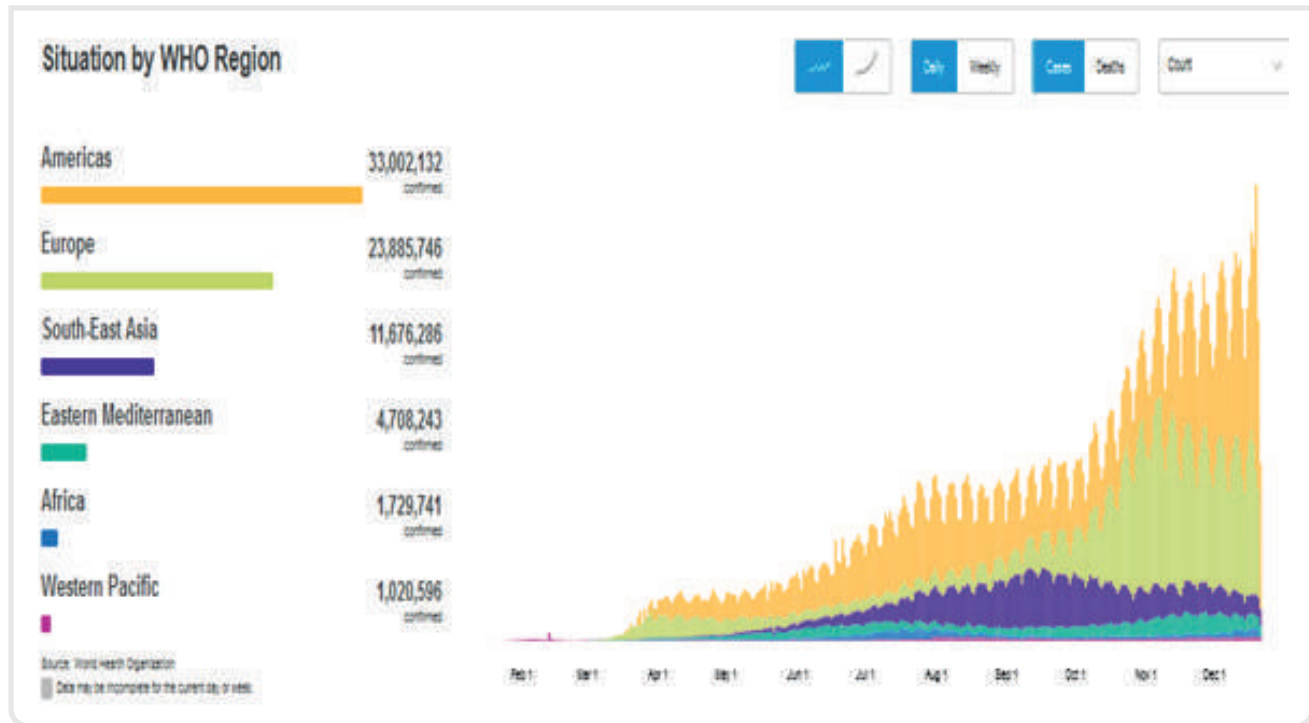 Situation by WHO Region
Daily
Weekly
Cases
Deaths
Count
Americas
33,002,132
confirmed
Europe
23,885,746
confirmed
South-East Asia
11,676,286
confirmed
Eastern Mediterranean
4,708,243
confirmed
Africa
1,729,741
confirmed
Western Pacific
1,020,596
confirmed
Source: World Health Organization
Data may be incomplete for the current day or week.
Feb 1
Mar 1
Apr 1
May 1
Jun 1
Jul 1
Aug 1
Sep 1
Oct 1
Nov 1
Dec 1